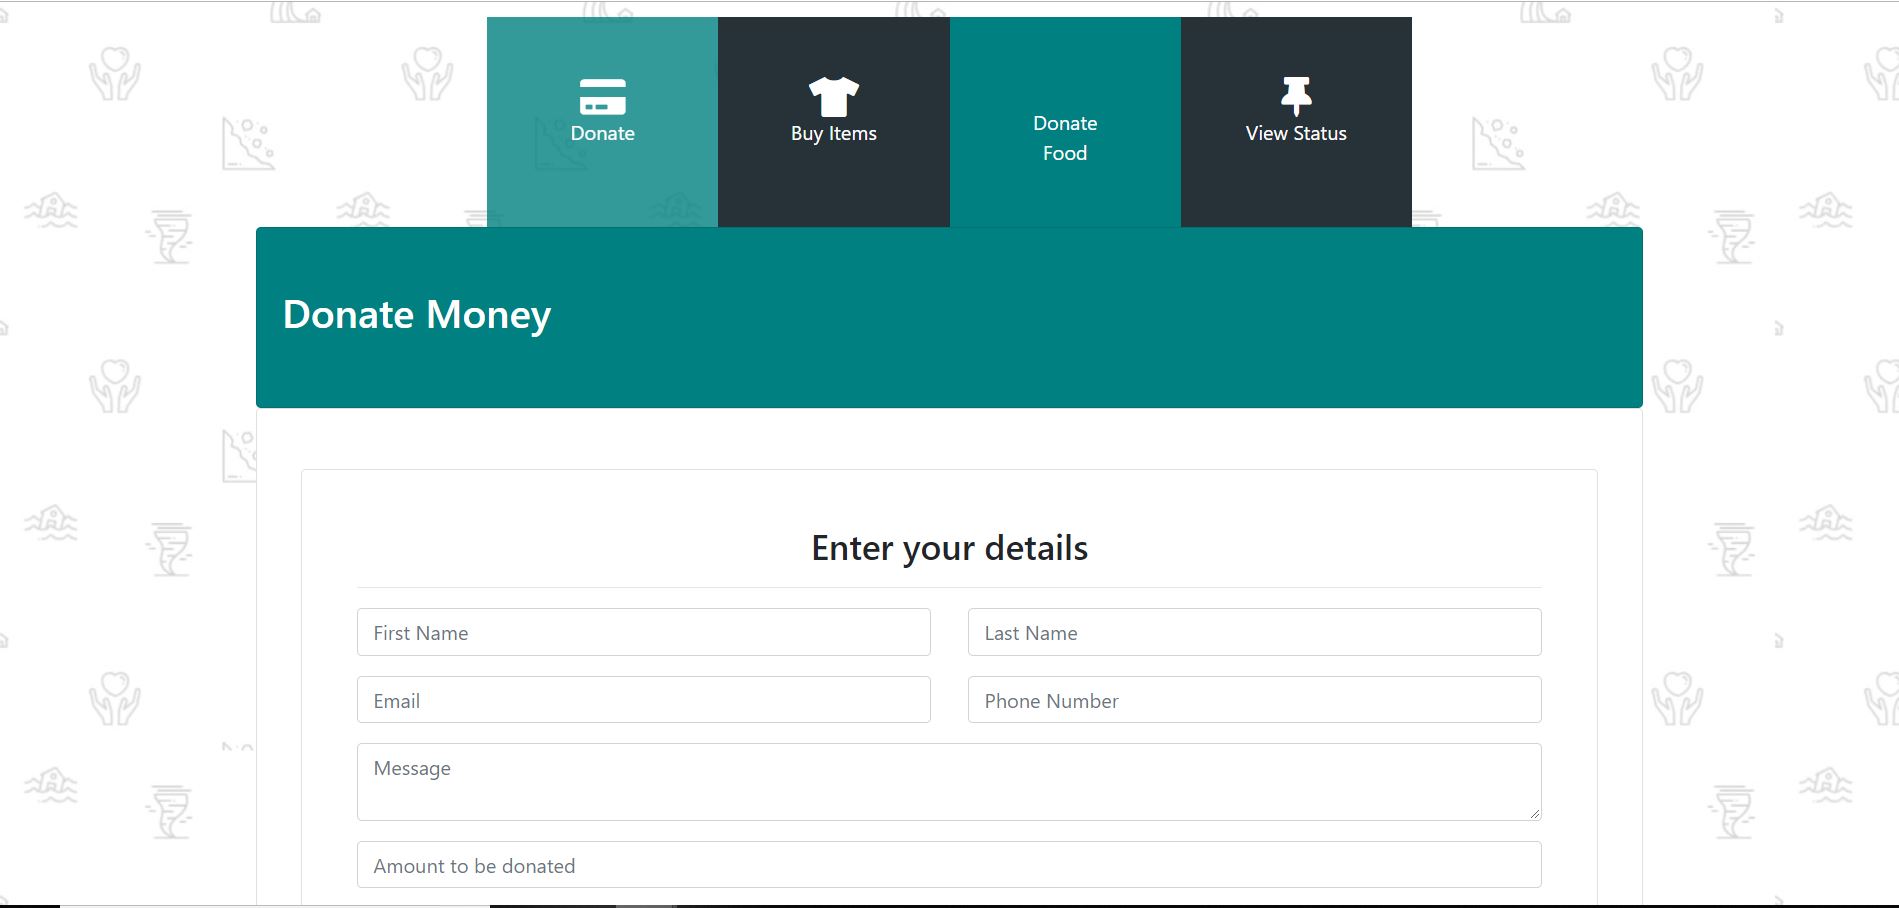 Donate
Buy Items
Donate
Food
View Status
Donate Money
Enter your details
First Name
Last Name
Email
Phone Number
Message
Amount to be donated